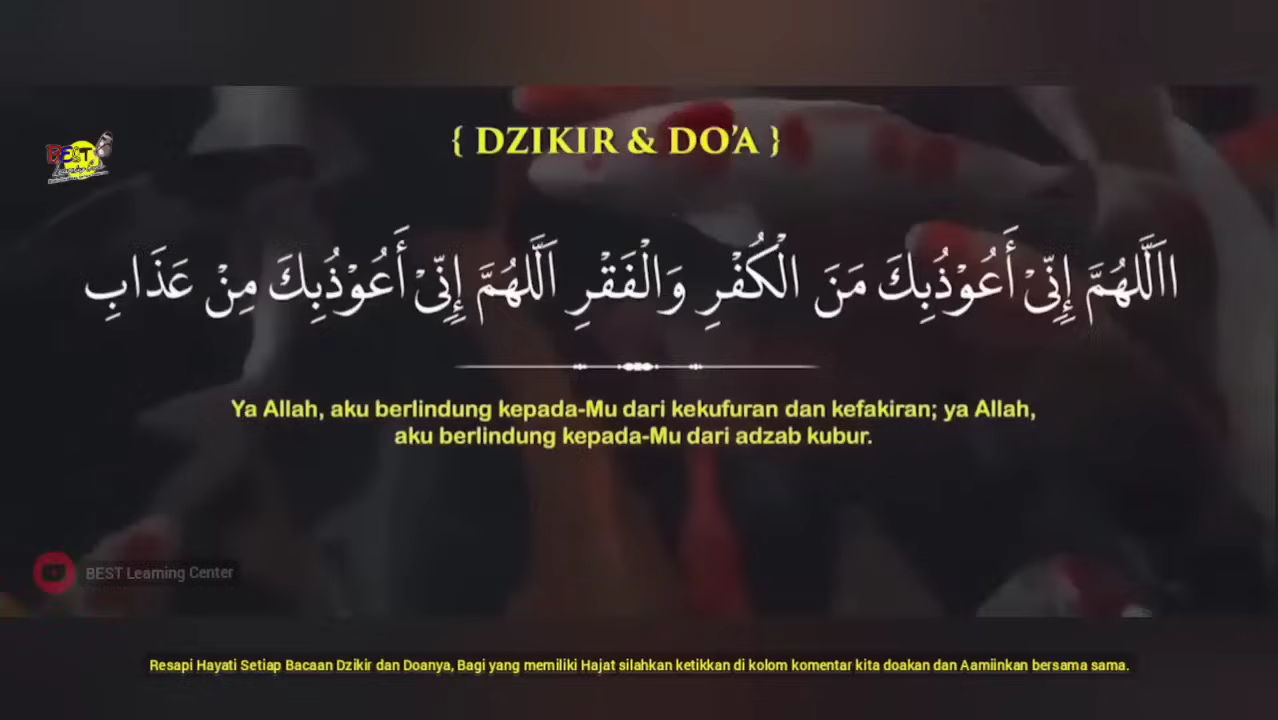 { DZIKIR & DO'A }
BEST
ااَللَّهُمَّ إِنِّىْ أَعُوْذُبِكَ مَنَ الْكُفْرِ وَالْفَقْرِ اَللَّهُمَّ إِنِّىْ أَعُوْذُبِكَ مِنْ عَذَابِ
Ya Allah, aku berlindung kepada-Mu dari kekufuran dan kefakiran; ya Allah,
aku berlindung kepada-Mu dari adzab kubur.
BEST Learning Center
Resapi Hayati Setiap Bacaan Dzikir dan Doanya, Bagi yang memiliki Hajat silahkan ketikkan di kolom komentar kita doakan dan Aamiinkan bersama sama.